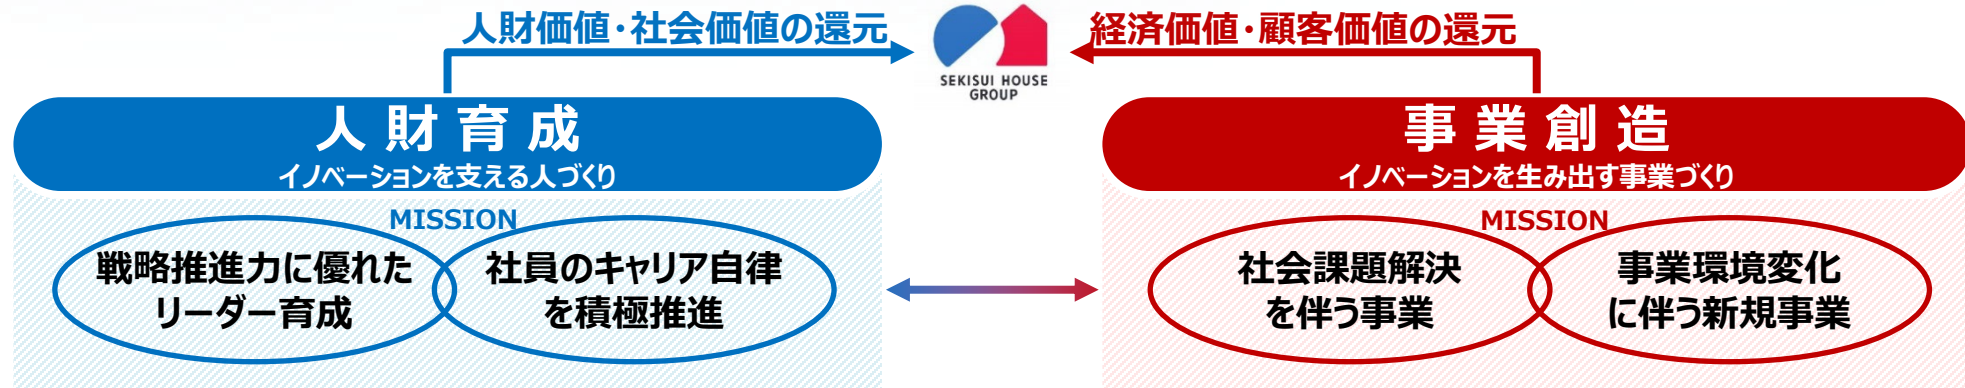 人財価値・社会価値の還元
SEKISUI HOUSE
GROUP
経済価値・顧客価値の還元
人財育成
イノベーションを支える人づくり
MISSION
戦略推進力に優れた
リーダー育成
社員のキャリア自律
を積極推進
事業創造
イノベーションを生み出す事業づくり
MISSION
社会課題解決
を伴う事業
事業環境変化
に伴う新規事業